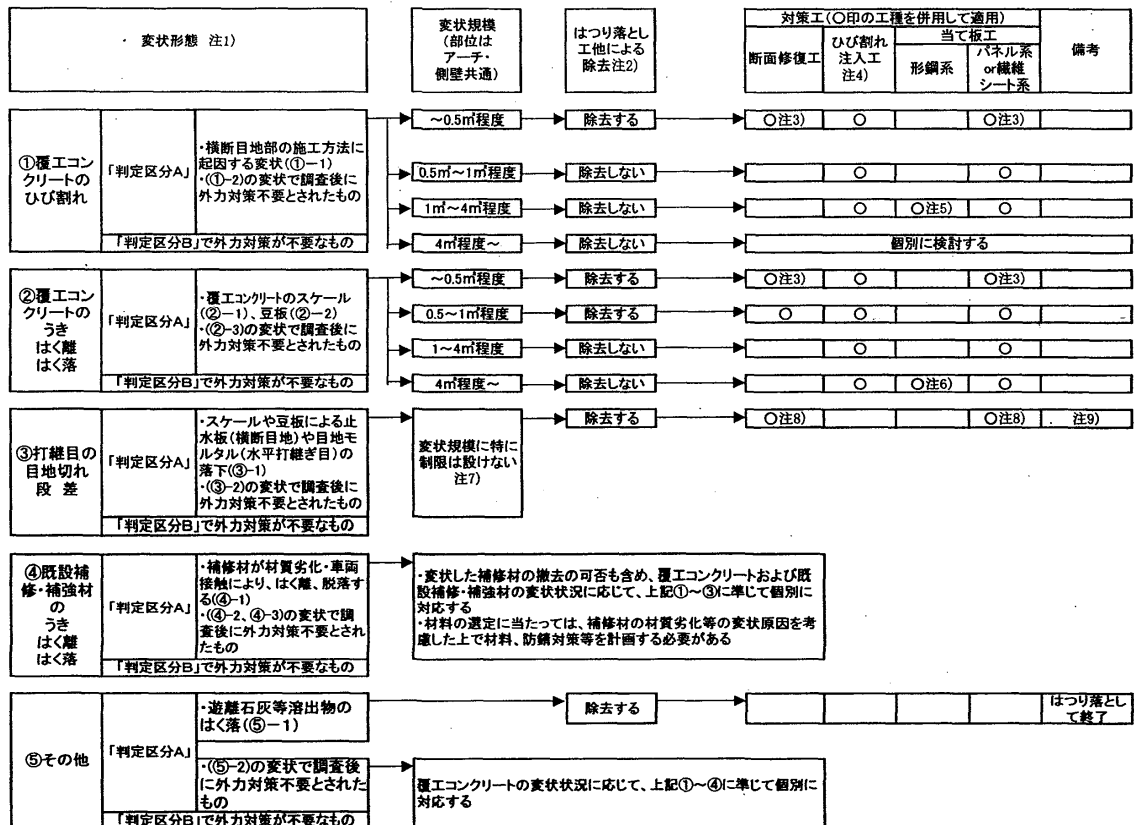 変状形態 注1)
変状規模
(部位は
アーチ・
側壁共通)
はつり落とし
工他による
除去注2)
対策工(○印の工種を併用して適用)
断面修復工
ひび割れ
注入工
注4)
当て板工
形鋼系
パネル系
or繊維
シート系
備考
①覆工コン
クリートの
ひび割れ
「判定区分A」
・横断目地部の施工方法に
起因する変状(①-1)
・(①-2)の変状で調査後に
外力対策不要とされたもの
「判定区分B」で外力対策が不要なもの
~0.5㎡程度
除去する
○注3)
○
○注3)
0.5㎡~1㎡程度
除去しない
○
○
1㎡~4㎡程度
除去しない
○
○注5)
○
4㎡程度~
除去しない
個別に検討する
②覆工コン
クリートの
うき
はく離
はく落
「判定区分A」
・覆工コンクリートのスケール
(②-1)、豆板(②-2)
・(②-3)の変状で調査後に
外力対策不要とされたもの
「判定区分B」で外力対策が不要なもの
~0.5㎡程度
除去する
○注3)
○
○注3)
0.5~1㎡程度
除去する
○
○
○
1~4㎡程度
除去しない
○
○
4㎡程度~
除去しない
○
○注6)
○
③打継目の
目地切れ
段 差
「判定区分A」
・スケールや豆板による止
水板(横断目地)や目地モ
ルタル(水平打継ぎ目)の
落下(③-1)
・(③-2)の変状で調査後に
外力対策不要とされたもの
「判定区分B」で外力対策が不要なもの
変状規模に特に
制限は設けない
注7)
除去する
○注8)
○注8)
注9)
④既設補
修・補強材
の
うき
はく離
はく落
「判定区分A」
・補修材が材質劣化・車両
接触により、はく離、脱落す
る(④-1)
・(④-2、④-3)の変状で調
査後に外力対策不要とされ
たもの
「判定区分B」で外力対策が不要なもの
・変状した補修材の撤去の可否も含め、覆工コンクリートおよび既
設補修・補強材の変状状況に応じて、上記①~③に準じて個別に
対応する
・材料の選定に当たっては、補修材の材質劣化等の変状原因を考
慮した上で材料、防錆対策等を計画する必要がある
⑤その他
「判定区分A」
・遊離石灰等溶出物の
はく落(⑤-1)
除去する
はつり落とし
て終了
・(⑤-2)の変状で調査後
に外力対策不要とされた
もの
「判定区分B」で外力対策が不要なもの
覆工コンクリートの変状状況に応じて、上記①~④に準じて個別に
対応する